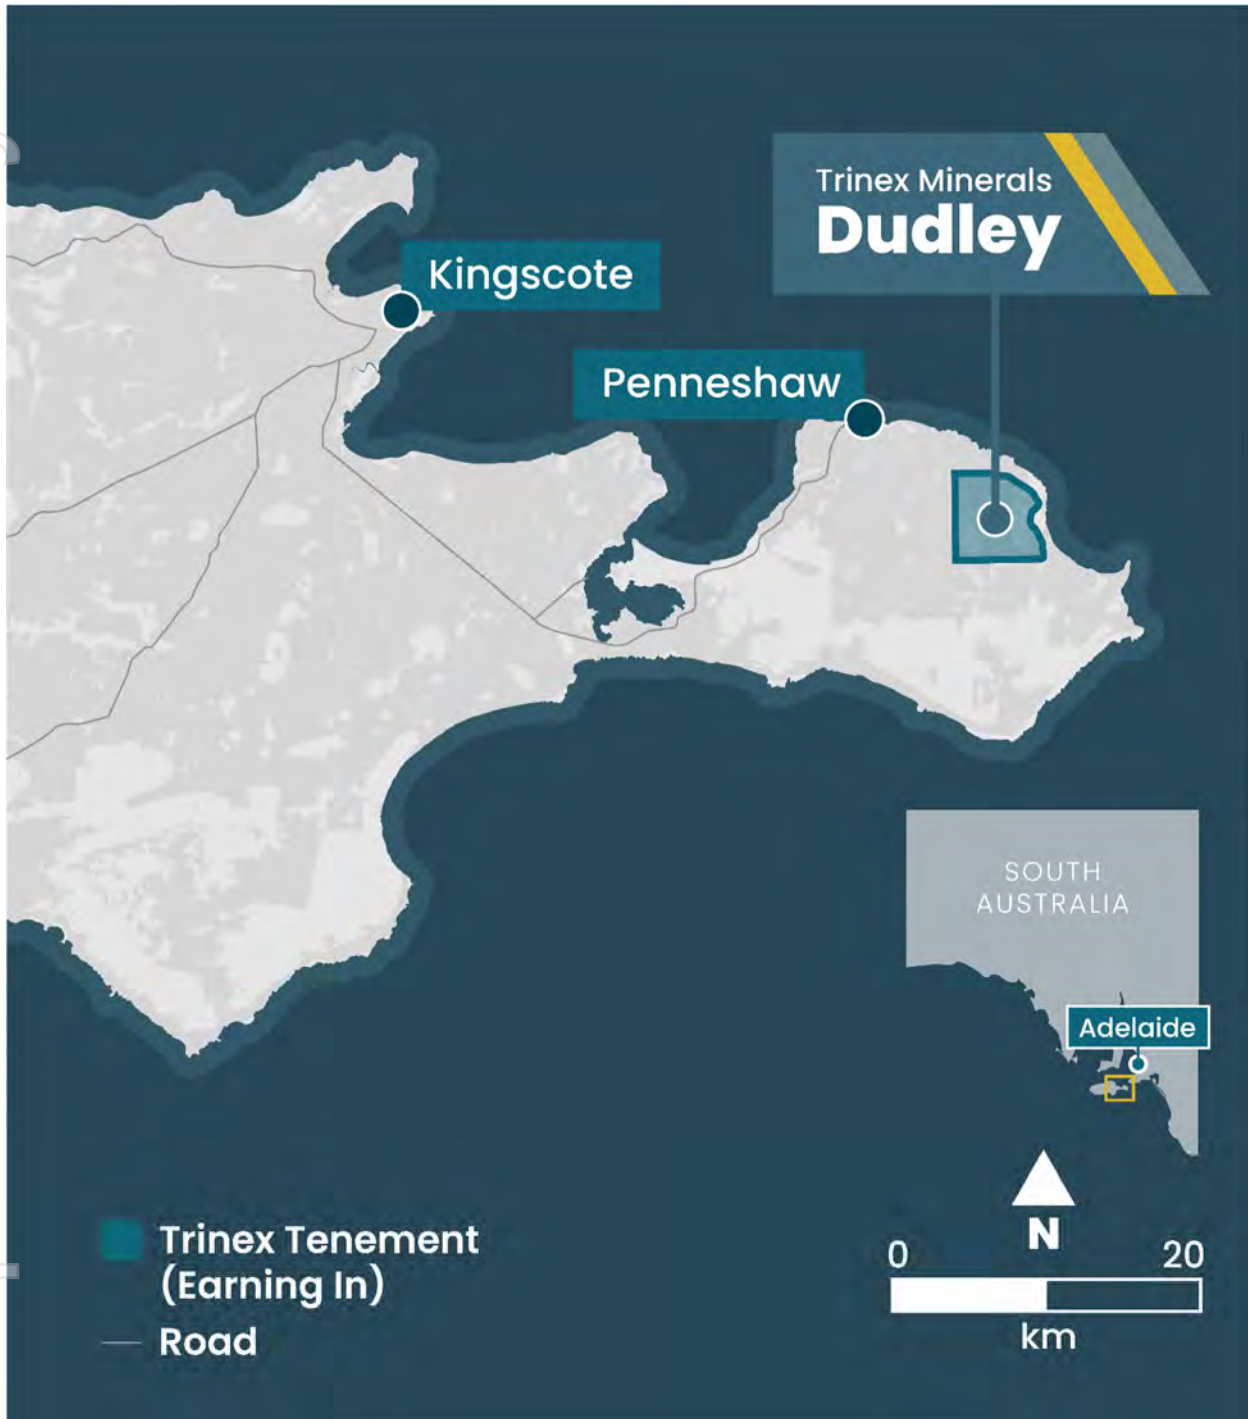 Trinex Minerals
Dudley
Kingscote
Penneshaw
SOUTH
AUSTRALIA
Adelaide
N
0 20
km
Trinex Tenement
(Earning In)
Road